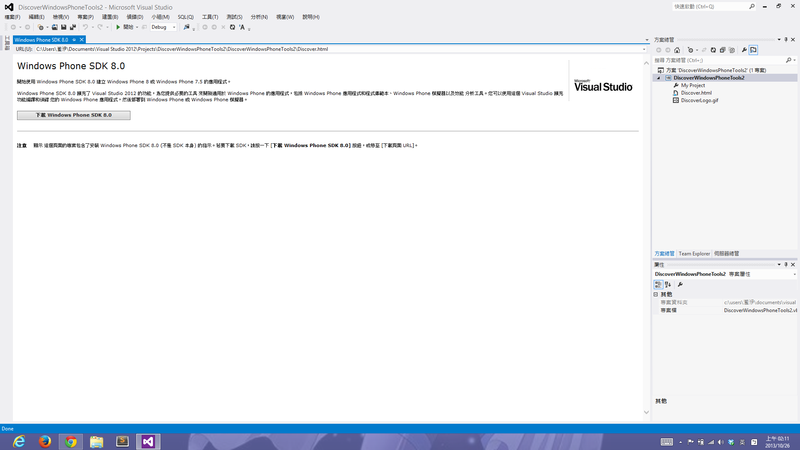 DiscoverWindowsPhoneTools2 - Microsoft Visual Studio
快速啟動 (Ctrl+Q)
檔案(F) 編輯(E) 檢視(V) 專案(P) 建置(B) 偵錯(D) 小組(M) SQL(Q) 工具(T) 測試(S) 分析(N) 視窗(W) 說明(H)
開始 Debug
Windows Phone SDK 8.0
URL(U): C:\Users\ \Documents\Visual Studio 2012\Projects\DiscoverWindowsPhoneTools2\DiscoverWindowsPhoneTools2\Discover.html
Windows Phone SDK 8.0
Microsoft
Visual Studio
開始使用 Windows Phone SDK 8.0 建立 Windows Phone 8 或 Windows Phone 7.5 的應用程式。
Windows Phone SDK 8.0 擴充了 Visual Studio 2012 的功能，為您提供必要的工具 來開發適用於 Windows Phone 的應用程式，包括 Windows Phone 應用程式和程式庫範本、Windows Phone 模擬器以及功能 分析工具。您可以使用這個 Visual Studio 擴充
功能編譯和偵錯 您的 Windows Phone 應用程式，然後部署到 Windows Phone 或 Windows Phone 模擬器。
下載 Windows Phone SDK 8.0
注意 顯示 這個頁面的專案包含了安裝 Windows Phone SDK 8.0 (不是 SDK 本身) 的指示。若要下載 SDK，請按一下 [下載 Windows Phone SDK 8.0] 按鈕，或移至 [下載頁面 URL]。
方案總管
搜尋 方案總管 (Ctrl+;)
方案 'DiscoverWindowsPhoneTools2' (1 專案)
DiscoverWindowsPhoneTools2
My Project
Discover.html
DiscoverLogo.gif
方案總管 Team Explorer 伺服器總管
屬性
DiscoverWindowsPhoneTools2 專案屬性
其他
專案資料夾 c:\users\ \documents\visual
專案檔 DiscoverWindowsPhoneTools2.vb
其他
Done
上午 02:11
2013/10/26